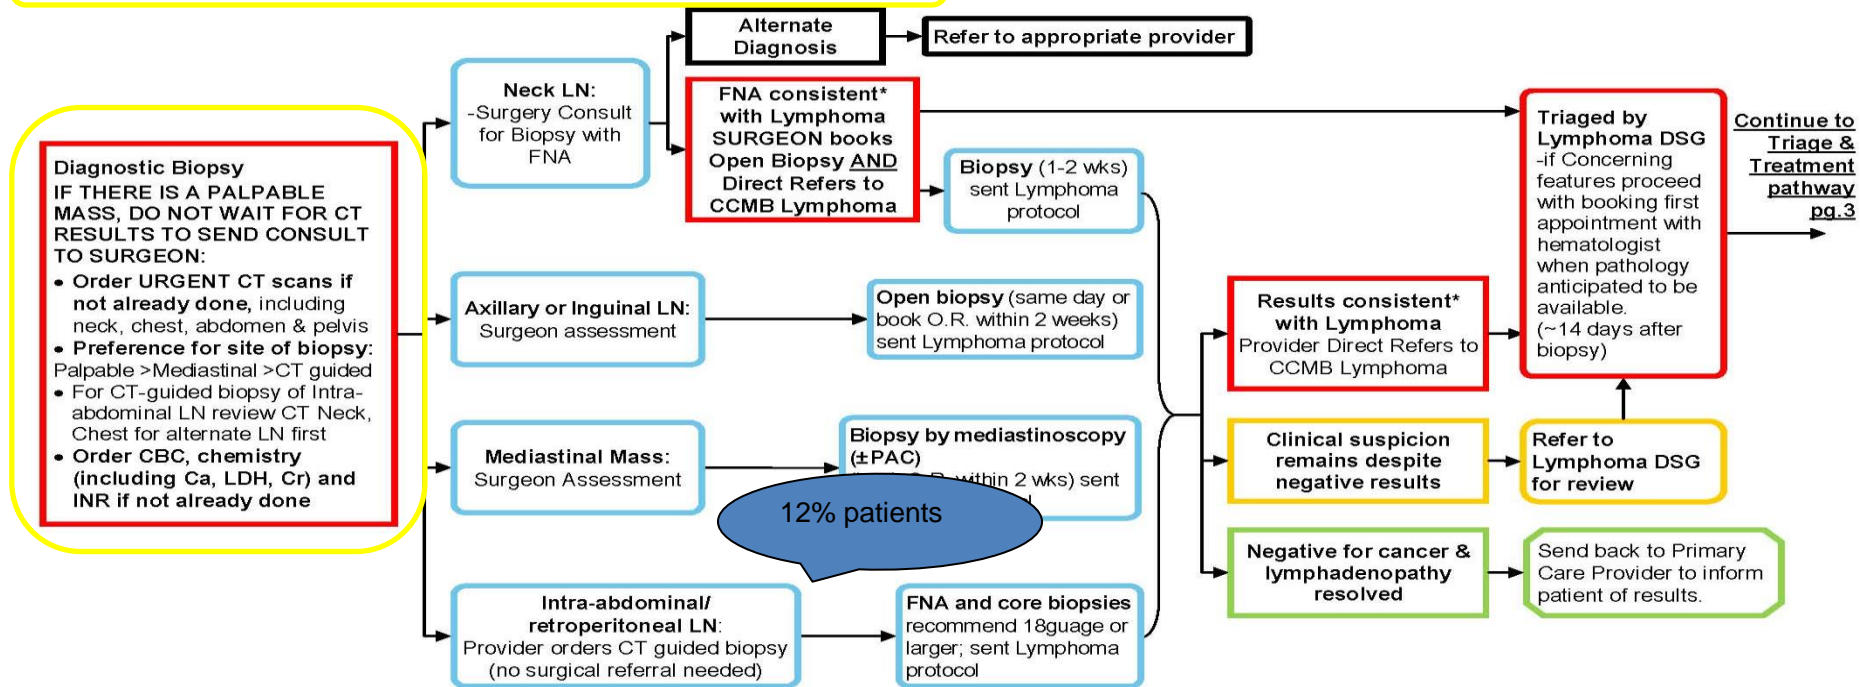 Alternate
Diagnosis
Refer to appropriate provider
Neck LN:
-Surgery Consult
for Biopsy with
FNA
FNA consistent*
with Lymphoma
SURGEON books
Open Biopsy AND
Direct Refers to
CCMB Lymphoma
Biopsy (1-2 wks)
sent Lymphoma
protocol
Triaged by
Lymphoma DSG
-if Concerning
features proceed
with booking first
appointment with
hematologist
when pathology
anticipated to be
available.
(~14 days after
biopsy)
Continue to
Triage &
Treatment
pathway
pg.3
Diagnostic Biopsy
IF THERE IS A PALPABLE
MASS, DO NOT WAIT FOR CT
RESULTS TO SEND CONSULT
TO SURGEON:
• Order URGENT CT scans if
not already done, including
neck, chest, abdomen & pelvis
• Preference for site of biopsy:
Palpable >Mediastinal >CT guided
• For CT-guided biopsy of Intra-
abdominal LN review CT Neck,
Chest for alternate LN first
• Order CBC, chemistry
(including Ca, LDH, Cr) and
INR if not already done
Axillary or Inguinal LN:
Surgeon assessment
Open biopsy (same day or
book O.R. within 2 weeks)
sent Lymphoma protocol
Results consistent*
with Lymphoma
Provider Direct Refers to
CCMB Lymphoma
Mediastinal Mass:
Surgeon Assessment
Biopsy by mediastinoscopy
(±PAC)
within 2 wks) sent
12% patients
Clinical suspicion
remains despite
negative results
Refer to
Lymphoma DSG
for review
Intra-abdominal/
retroperitoneal LN:
Provider orders CT guided biopsy
(no surgical referral needed)
FNA and core biopsies
recommend 18guage or
larger; sent Lymphoma
protocol
Negative for cancer &
lymphadenopathy
resolved
Send back to Primary
Care Provider to inform
patient of results.